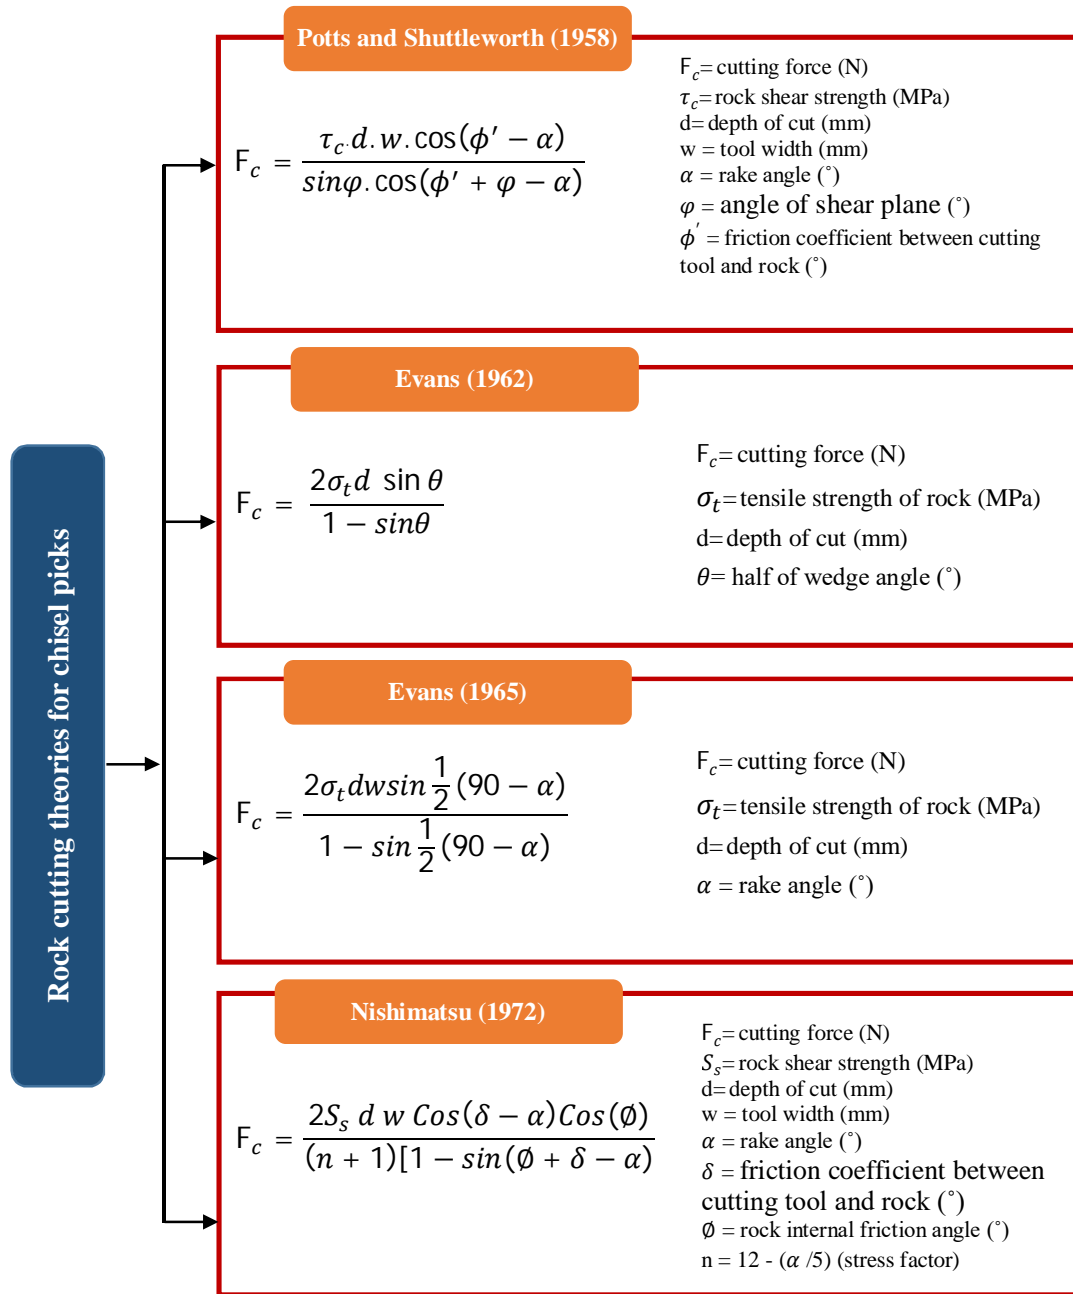 Rock cutting theories for chisel picks
Potts and Shuttleworth (1958)
F_c = \frac{τ_c.d.w.cos(ϕ′ − α)}{sinφ.cos(ϕ′ + φ − α)}
F_c= cutting force (N)
τ_c= rock shear strength (MPa)
d= depth of cut (mm)
w = tool width (mm)
α = rake angle (°)
φ = angle of shear plane (°)
ϕ′ = friction coefficient between cutting
tool and rock (°)
Evans (1962)
F_c = \frac{2σ_t d sin θ}{1 − sinθ}
F_c= cutting force (N)
σ_t= tensile strength of rock (MPa)
d= depth of cut (mm)
θ= half of wedge angle (°)
Evans (1965)
F_c = \frac{2σ_t dwsin \frac{1}{2}(90 − α)}{1 − sin \frac{1}{2}(90 − α)}
F_c= cutting force (N)
σ_t= tensile strength of rock (MPa)
d= depth of cut (mm)
α = rake angle (°)
Nishimatsu (1972)
F_c = \frac{2S_s d w Cos(δ − α)Cos(∅)}{(n + 1)[1 − sin(∅ + δ − α)}
F_c= cutting force (N)
S_s= rock shear strength (MPa)
d= depth of cut (mm)
w = tool width (mm)
α = rake angle (°)
δ = friction coefficient between
cutting tool and rock (°)
∅ = rock internal friction angle (°)
n = 12 - (α /5) (stress factor)